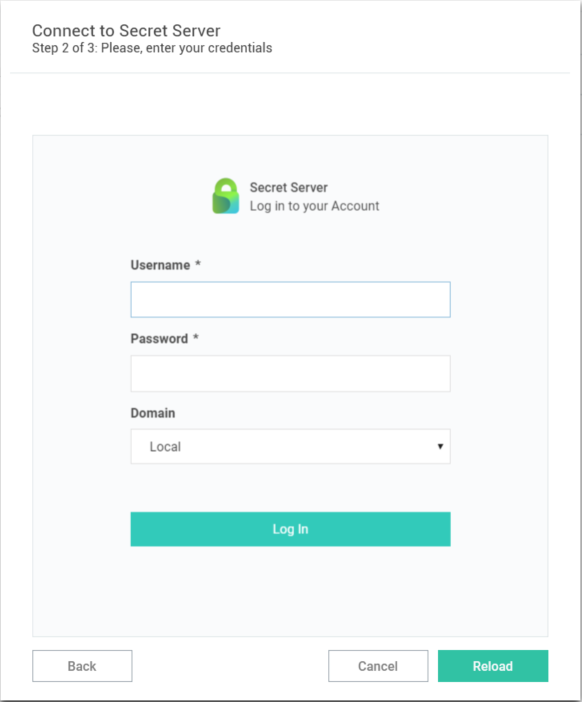 Connect to Secret Server
Step 2 of 3: Please, enter your credentials
Secret Server
Log in to your Account
Username *
Password *
Domain
Local
Log In
Back
Cancel
Reload